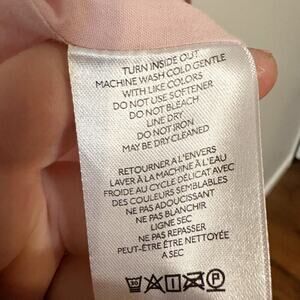 TURN INSIDE OUT
MACHINE WASH COLD GENTLE
WITH LIKE COLORS
DO NOT USE SOFTENER
DO NOT BLEACH
LINE DRY
DO NOT IRON
MAY BE DRY CLEANED
RETOURNER A L'ENVERS
LAVER À LA MACHINE À L'EAU
FROIDE AU CYCLE DÉLICAT AVEC
DES COULEURS SEMBLABLES
NE PAS ADOUCISANT
NE PAS BLANCHIR
LIGNE SEC
NE PAS REPASSER
PEUT-ÊTRE ÊTRE NETTOYÉE
A SEC
30 P